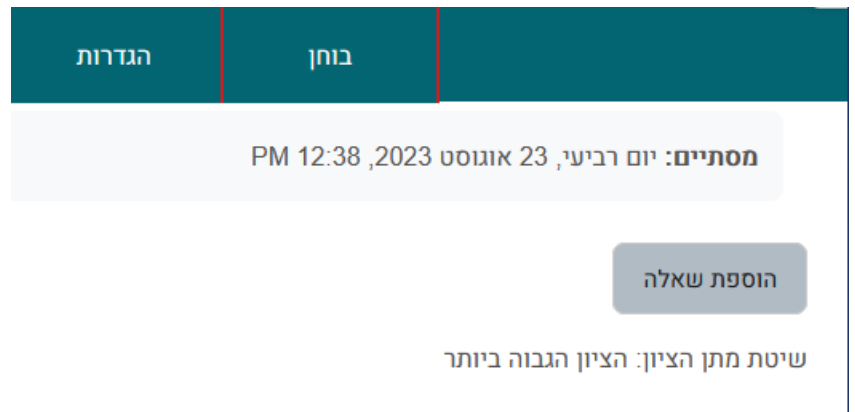 בוחן
הגדרות
מסתיים: יום רביעי, 23 אוגוסט 2023, 12:38 PM
הוספת שאלה
שיטת מתן הציון: הציון הגבוה ביותר